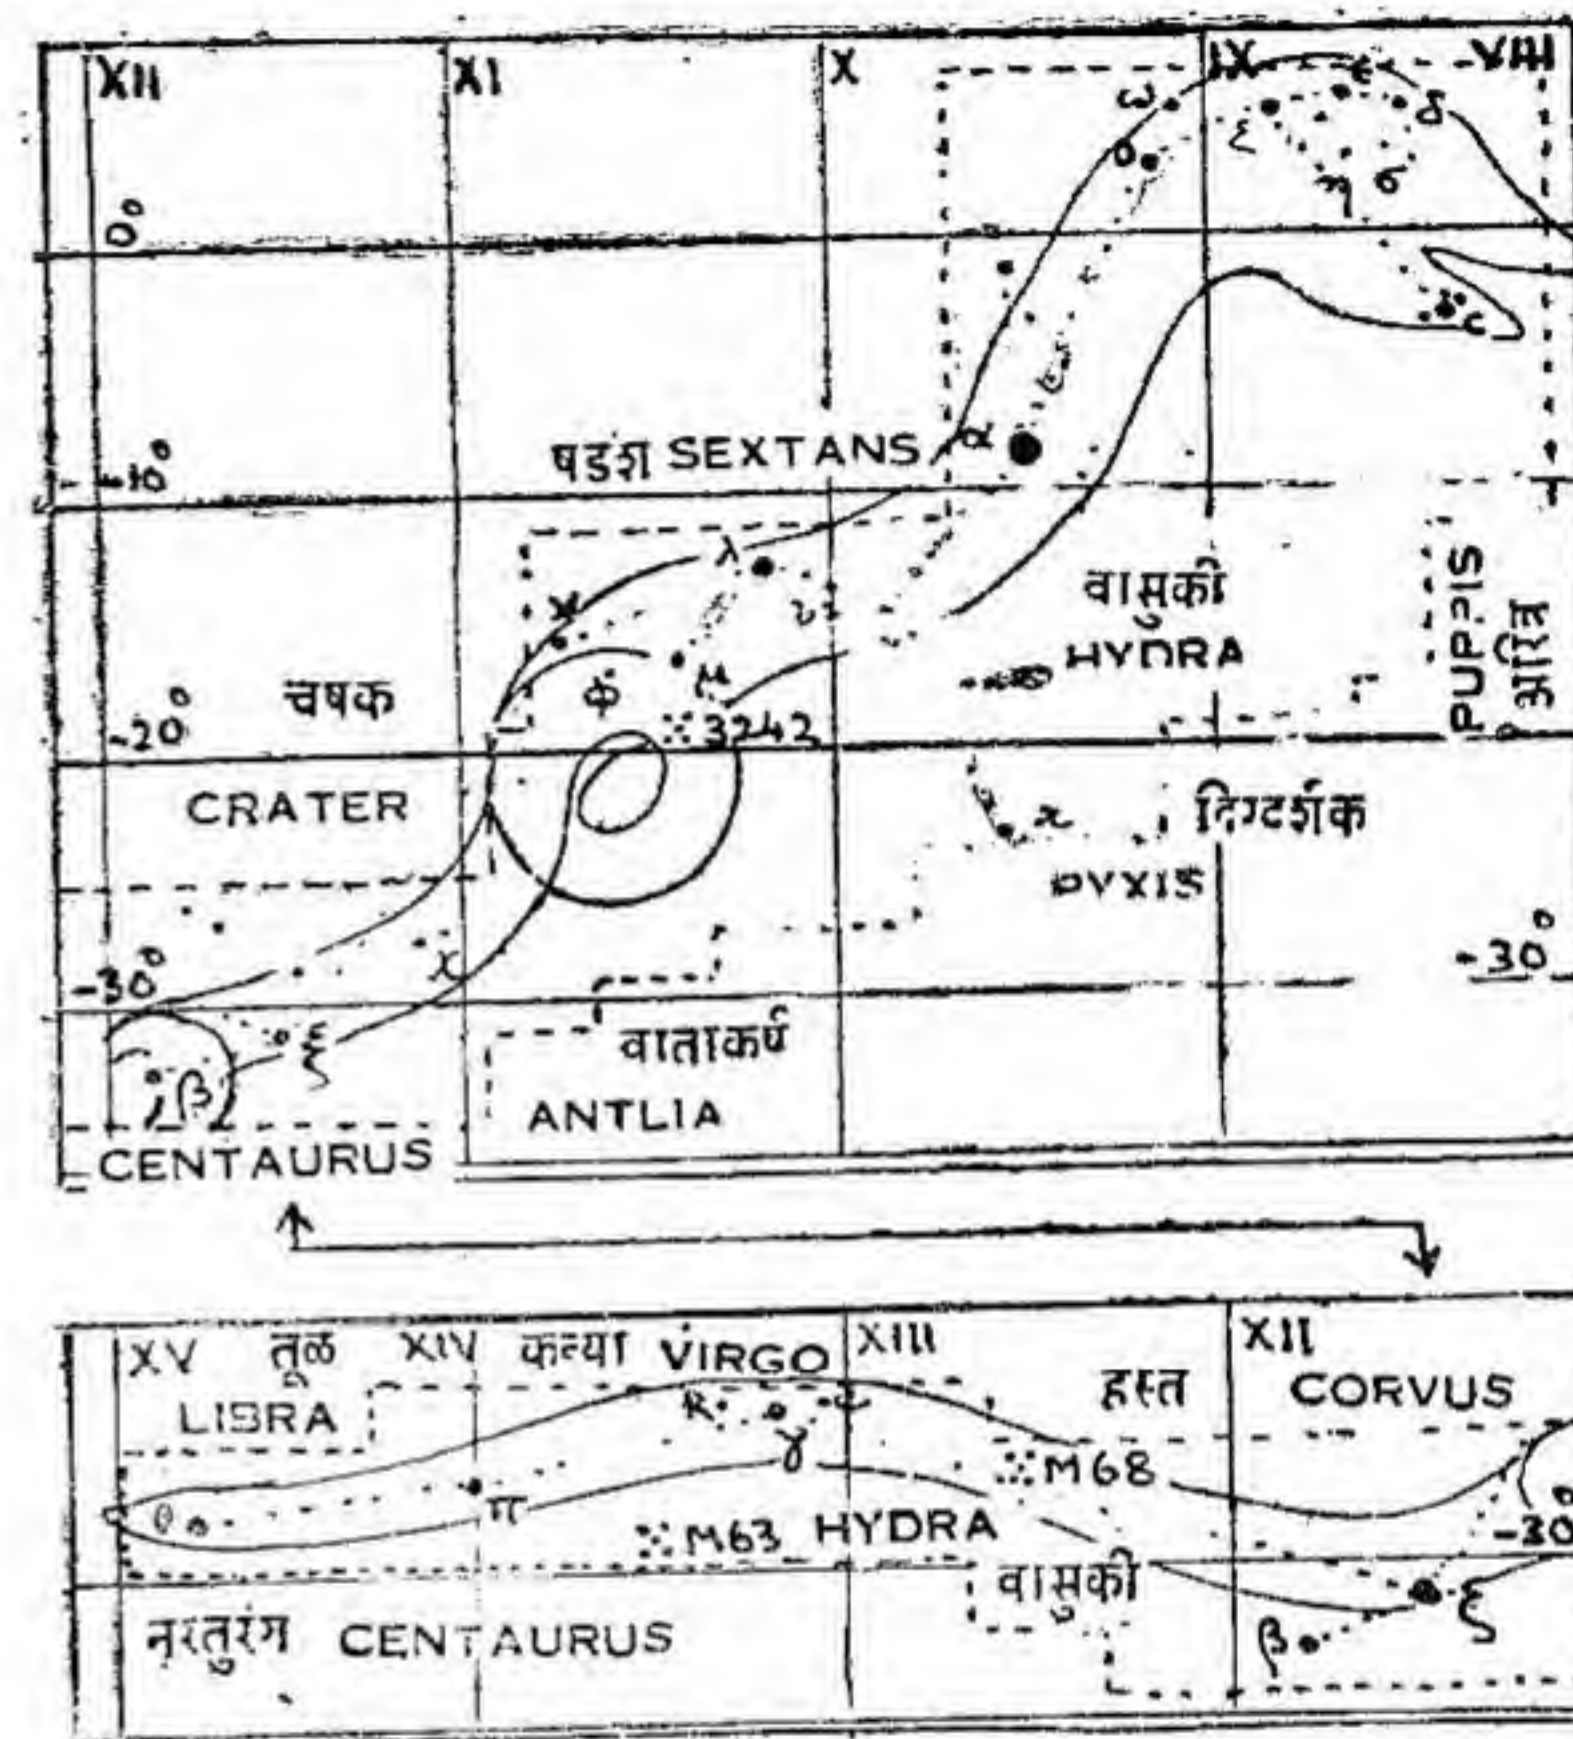 XII XI X IX VIII
ω ε δ
ο ξ
η σ
0°
c
α
षडंश SEXTANS
-10°
λ
ν
वासुकी
HYDRA
PUPPIS
अरित्र
μ
चषक
φ
-20°
3242
CRATER
दिग्दर्शक
PYXIS
χ
-30° -30°
ξ
वाताकर्ष
β
ANTLIA
CENTAURUS
XV तूळ XIV कन्या VIRGO XIII XII
LIBRA हस्त CORVUS
R
γ M68
θ π
M63 HYDRA -30°
वासुकी
ξ
नरतुरंग CENTAURUS β